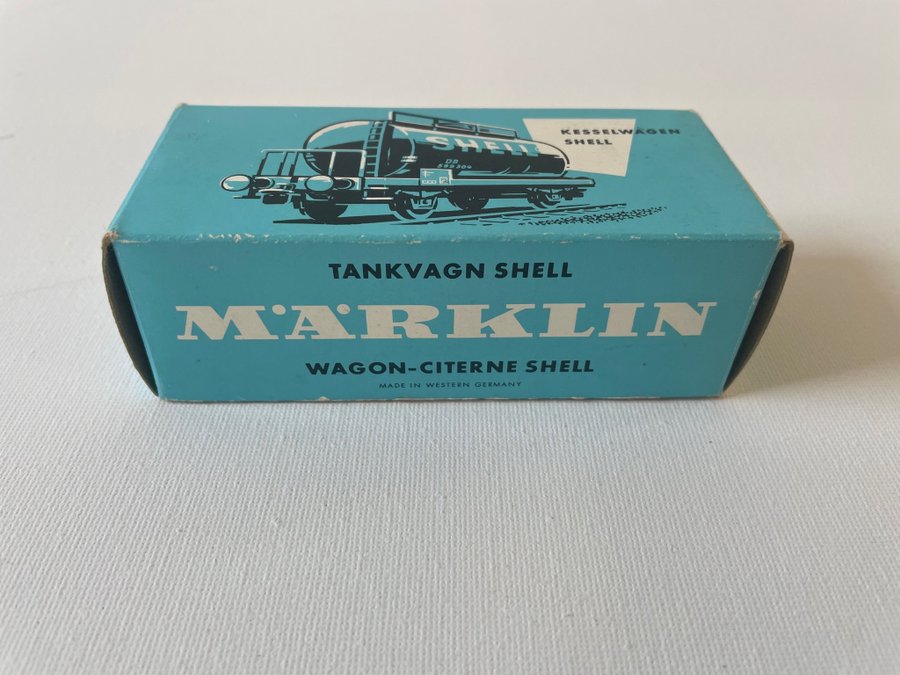 KESSELWAGEN
SHELL
SHELL
DB
TANKVAGN SHELL
MÄRKLIN
WAGON-CITERNE SHELL
MADE IN WESTERN GERMANY